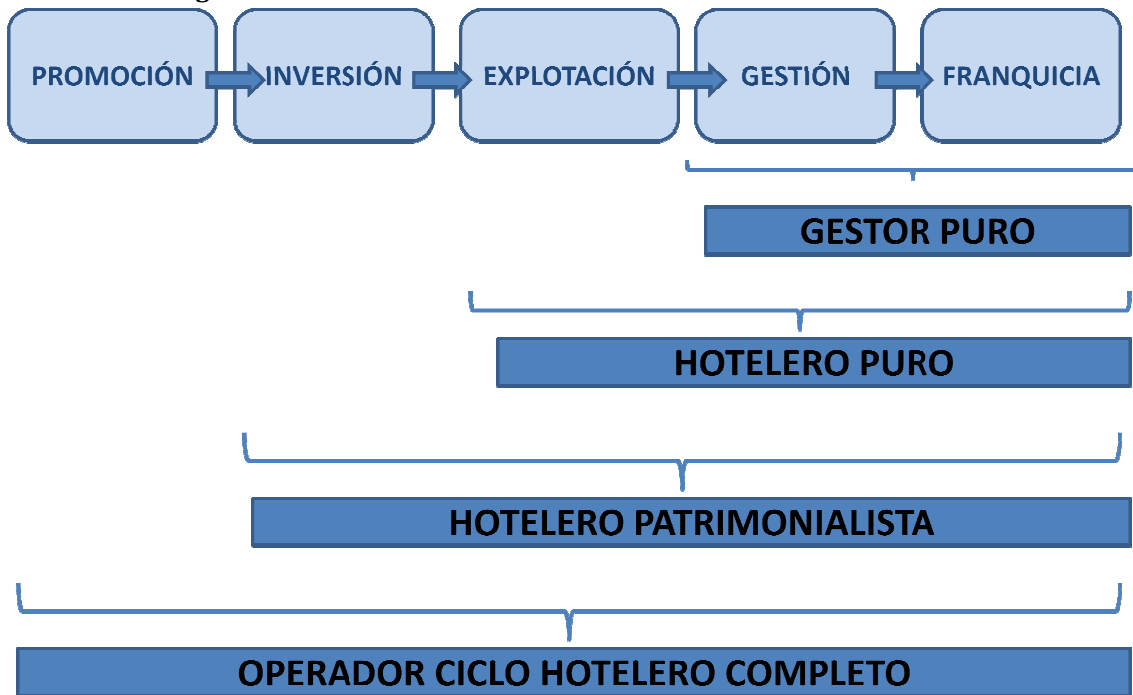 PROMOCIÓN INVERSIÓN EXPLOTACIÓN GESTIÓN FRANQUICIA
GESTOR PURO
HOTELERO PURO
HOTELERO PATRIMONIALISTA
OPERADOR CICLO HOTELERO COMPLETO